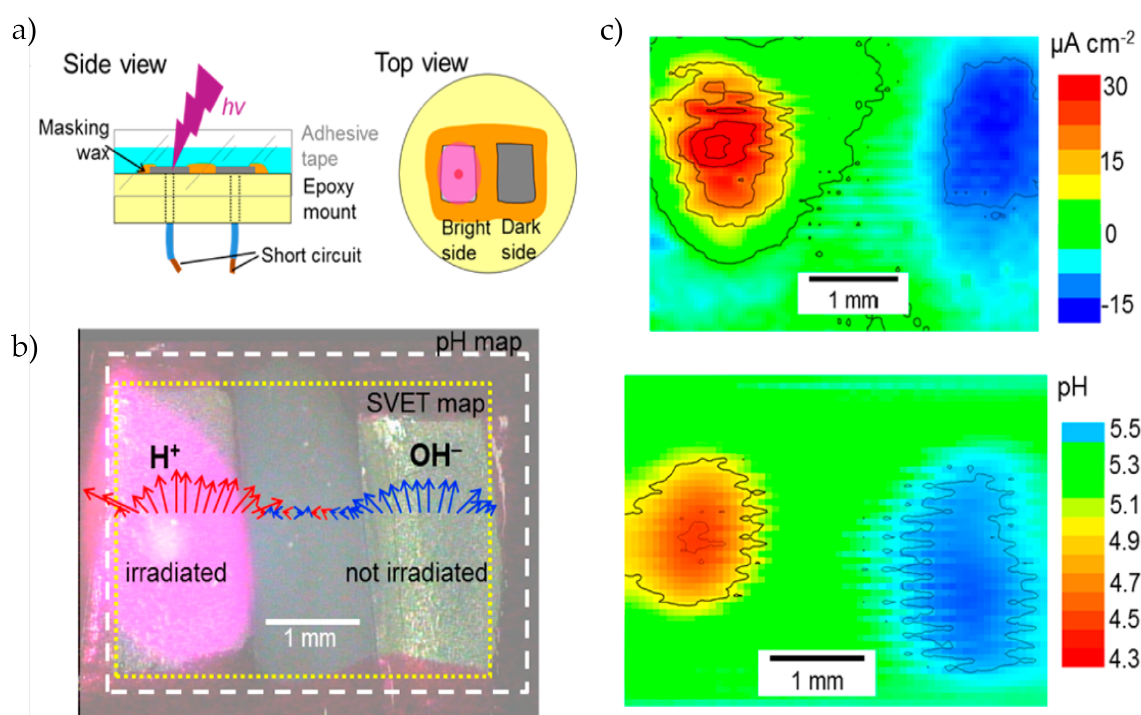 a)
Side view
hν
Masking
wax
Adhesive
tape
Epoxy
mount
Short circuit
Top view
Bright
side
Dark
side
b)
pH map
SVET map
H⁺
OH⁻
irradiated
not irradiated
1 mm
c)
µA cm⁻²
30
15
0
-15
1 mm
pH
5.5
5.3
5.1
4.9
4.7
4.5
4.3
1 mm